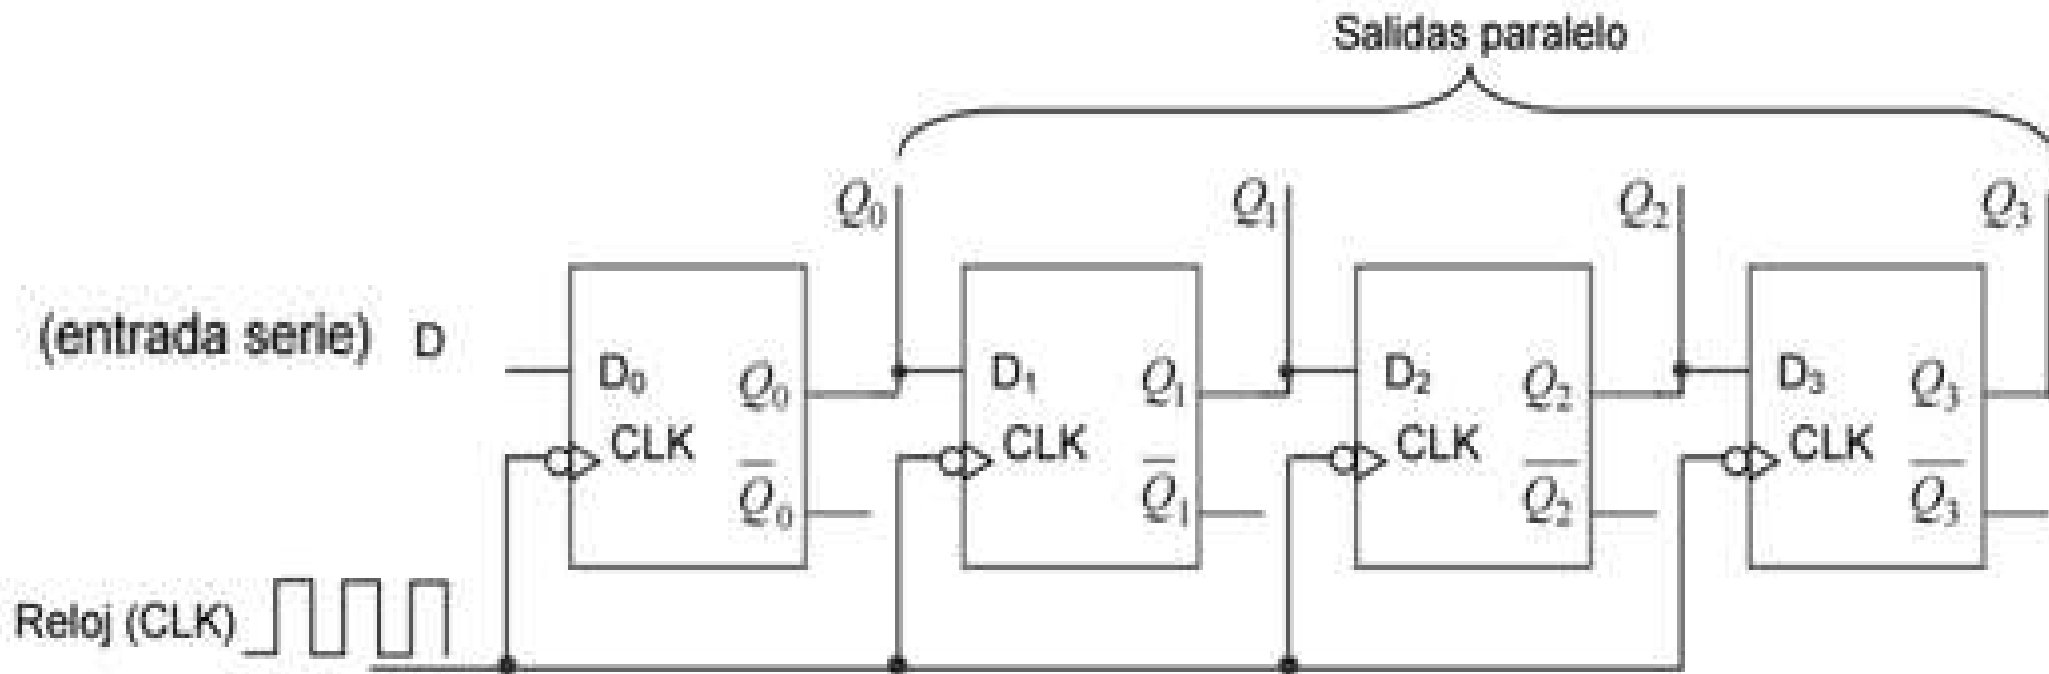 Salidas paralelo
Q0 Q1 Q2 Q3
(entrada serie) D
D0 Q0 D1 Q1 D2 Q2 D3 Q3
CLK CLK CLK CLK
Q̅0 Q̅1 Q̅2 Q̅3
Reloj (CLK)